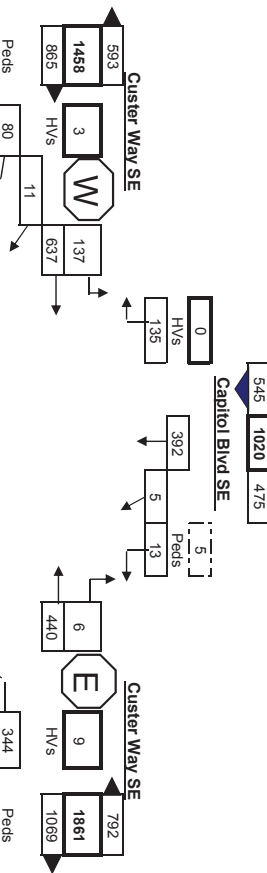 545 1020 475
Capitol Blvd SE
0 5
HVs 392 Peds
135 5 13
Custer Way SE Custer Way SE
593 792
1458 3 W 137 6 E 9 1861
865 HVs 637 440 HVs 1069
11
Peds 80 344 Peds